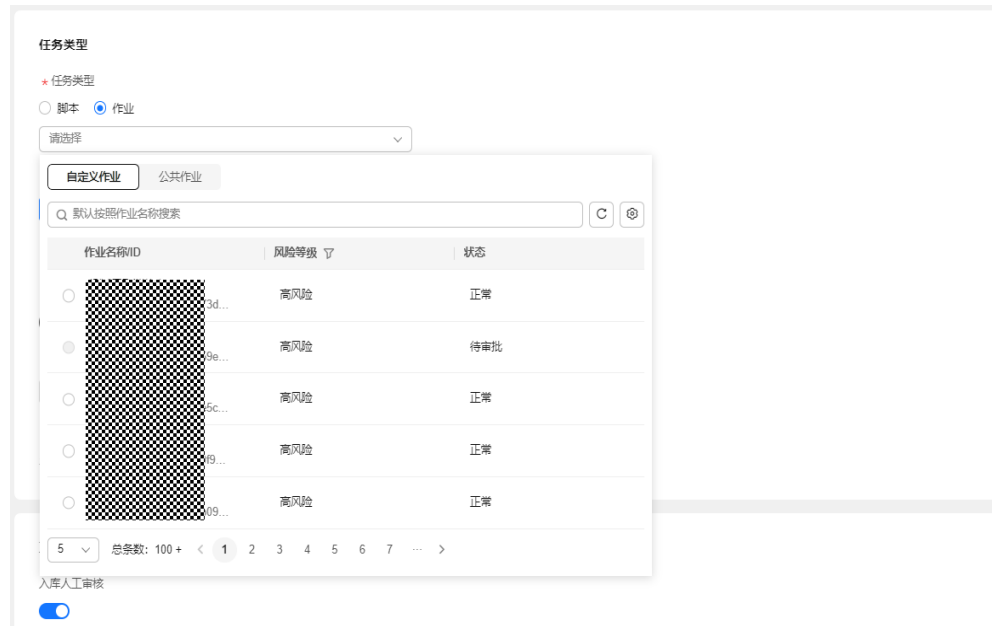 任务类型
* 任务类型
脚本 作业
请选择
自定义作业 公共作业
默认按照作业名称搜索
作业名称/ID 风险等级 状态
高风险 正常
3d...
高风险 待审批
9e...
高风险 正常
5c...
高风险 正常
f9...
高风险 正常
09...
5 总条数: 100 + < 1 2 3 4 5 6 7 ... >
入库人工审核